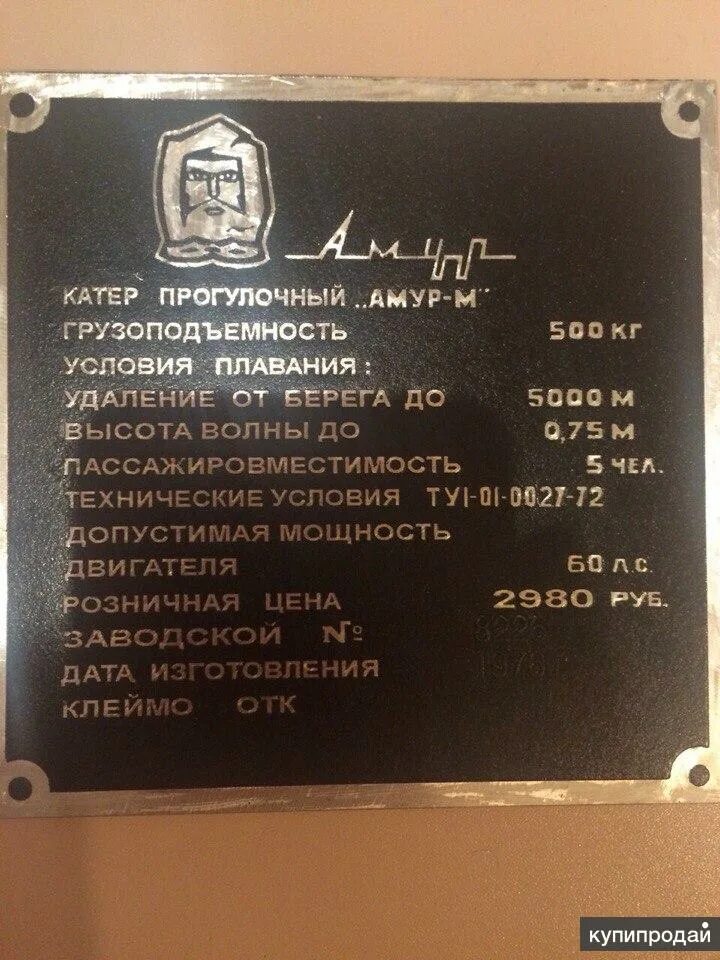 Амур
КАТЕР ПРОГУЛОЧНЫЙ „АМУР-М"
ГРУЗОПОДЪЕМНОСТЬ 500 КГ
УСЛОВИЯ ПЛАВАНИЯ:
УДАЛЕНИЕ ОТ БЕРЕГА ДО 5000 М
ВЫСОТА ВОЛНЫ ДО 0,75 М
ПАССАЖИРОВМЕСТИМОСТЬ 5 ЧЕЛ.
ТЕХНИЧЕСКИЕ УСЛОВИЯ ТУ1-01-0027-72
ДОПУСТИМАЯ МОЩНОСТЬ
ДВИГАТЕЛЯ 60 Л.С.
РОЗНИЧНАЯ ЦЕНА 2980 РУБ.
ЗАВОДСКОЙ №
ДАТА ИЗГОТОВЛЕНИЯ
КЛЕЙМО ОТК
купипродай